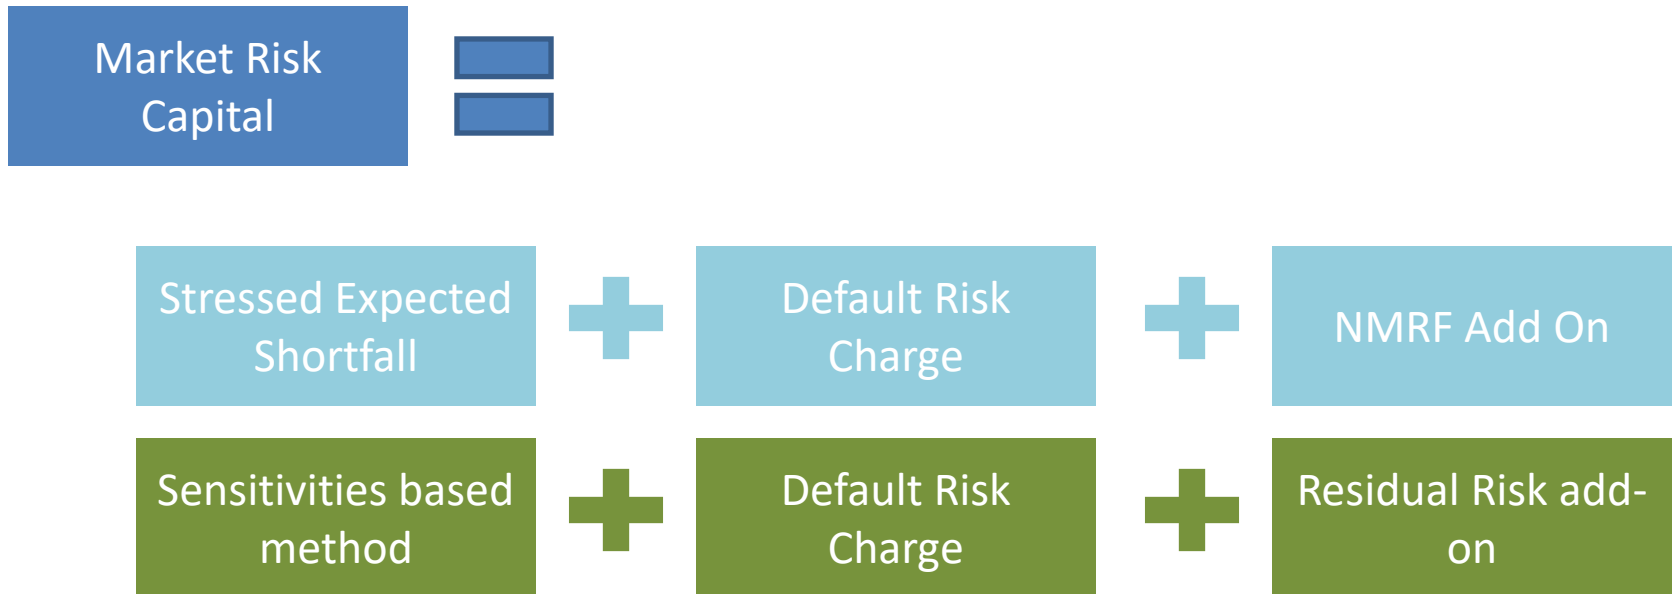 Market Risk
Capital
Stressed Expected
Shortfall
Default Risk
Charge
NMRF Add On
Sensitivities based
method
Default Risk
Charge
Residual Risk add-
on